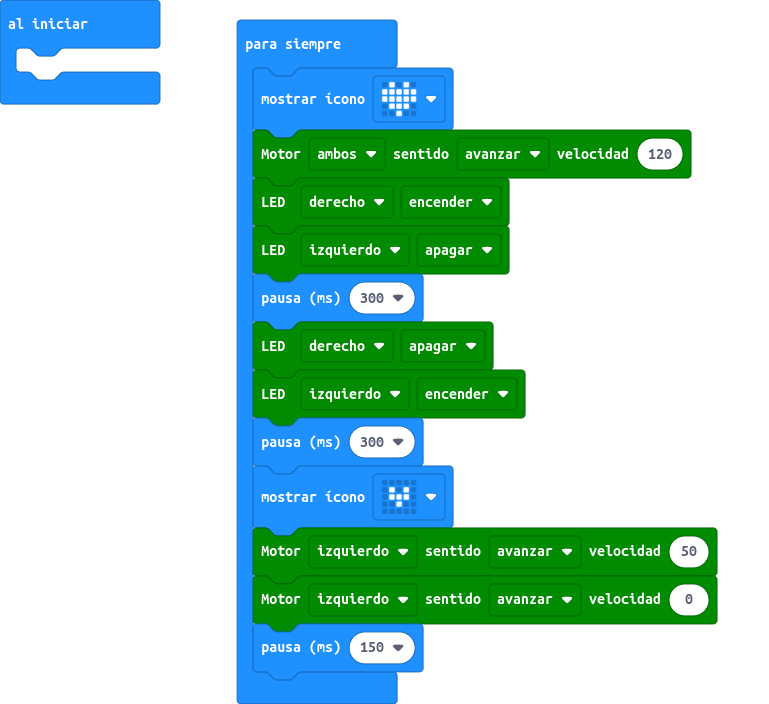 al iniciar
para siempre
mostrar ícono
Motor ambos sentido avanzar velocidad 120
LED derecho encender
LED izquierdo apagar
pausa (ms) 300
LED derecho apagar
LED izquierdo encender
pausa (ms) 300
mostrar ícono
Motor izquierdo sentido avanzar velocidad 50
Motor izquierdo sentido avanzar velocidad 0
pausa (ms) 150